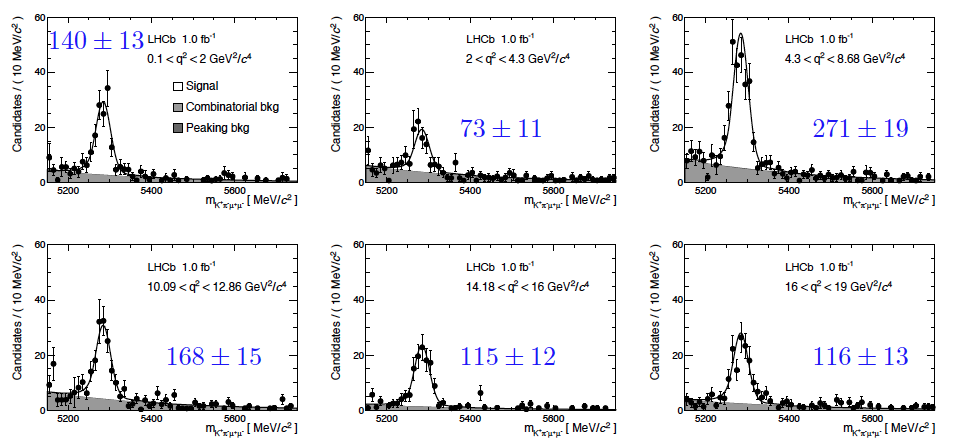 140 ± 13
LHCb 1.0 fb⁻¹
0.1 < q² < 2 GeV²/c⁴
Signal
Combinatorial bkg
Peaking bkg
Candidates / ( 10 MeV/c² )
60
40
20
0
5200 5400 5600
m_K⁺π⁻μ⁺μ⁻ [ MeV/c² ]
LHCb 1.0 fb⁻¹
2 < q² < 4.3 GeV²/c⁴
73 ± 11
Candidates / ( 10 MeV/c² )
60
40
20
0
5200 5400 5600
m_K⁺π⁻μ⁺μ⁻ [ MeV/c² ]
LHCb 1.0 fb⁻¹
4.3 < q² < 8.68 GeV²/c⁴
271 ± 19
Candidates / ( 10 MeV/c² )
60
40
20
0
5200 5400 5600
m_K⁺π⁻μ⁺μ⁻ [ MeV/c² ]
LHCb 1.0 fb⁻¹
10.09 < q² < 12.86 GeV²/c⁴
168 ± 15
Candidates / ( 10 MeV/c² )
60
40
20
0
5200 5400 5600
m_K⁺π⁻μ⁺μ⁻ [ MeV/c² ]
LHCb 1.0 fb⁻¹
14.18 < q² < 16 GeV²/c⁴
115 ± 12
Candidates / ( 10 MeV/c² )
60
40
20
0
5200 5400 5600
m_K⁺π⁻μ⁺μ⁻ [ MeV/c² ]
LHCb 1.0 fb⁻¹
16 < q² < 19 GeV²/c⁴
116 ± 13
Candidates / ( 10 MeV/c² )
60
40
20
0
5200 5400 5600
m_K⁺π⁻μ⁺μ⁻ [ MeV/c² ]